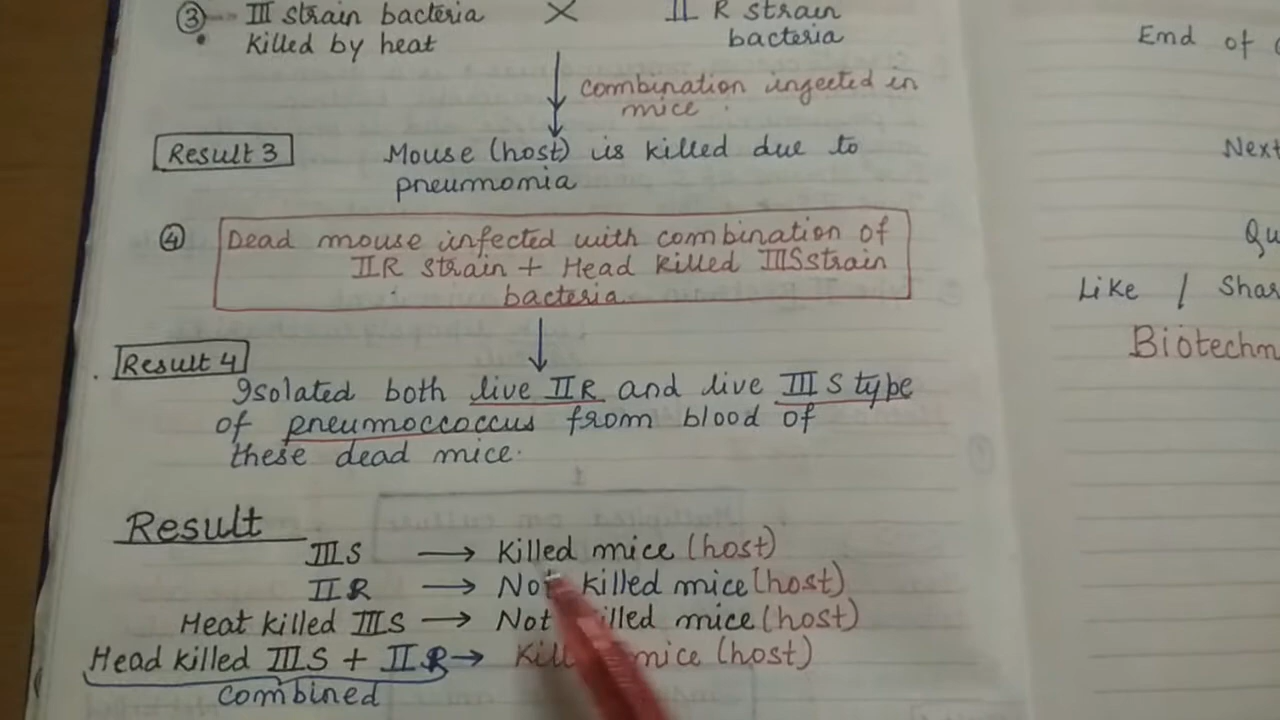 ③ III strain bacteria × II R strain
killed by heat bacteria
combination ingected in
mice.
Result 3 Mouse (host) is killed due to
pneumomia
④ Dead mouse infected with combination of
IIR strain + Head killed IIIS strain
bacteria.
Result 4
Isolated both live IIR and live III S type
of pneumoccoccus from blood of
these dead mice.
Result
IIIS → Killed mice (host)
IIR → Not killed mice (host)
Heat killed IIIS → Not killed mice (host)
Head killed IIIS + IIR → mice (host)
combined
End of
Next
Like / Shar
Biotechm